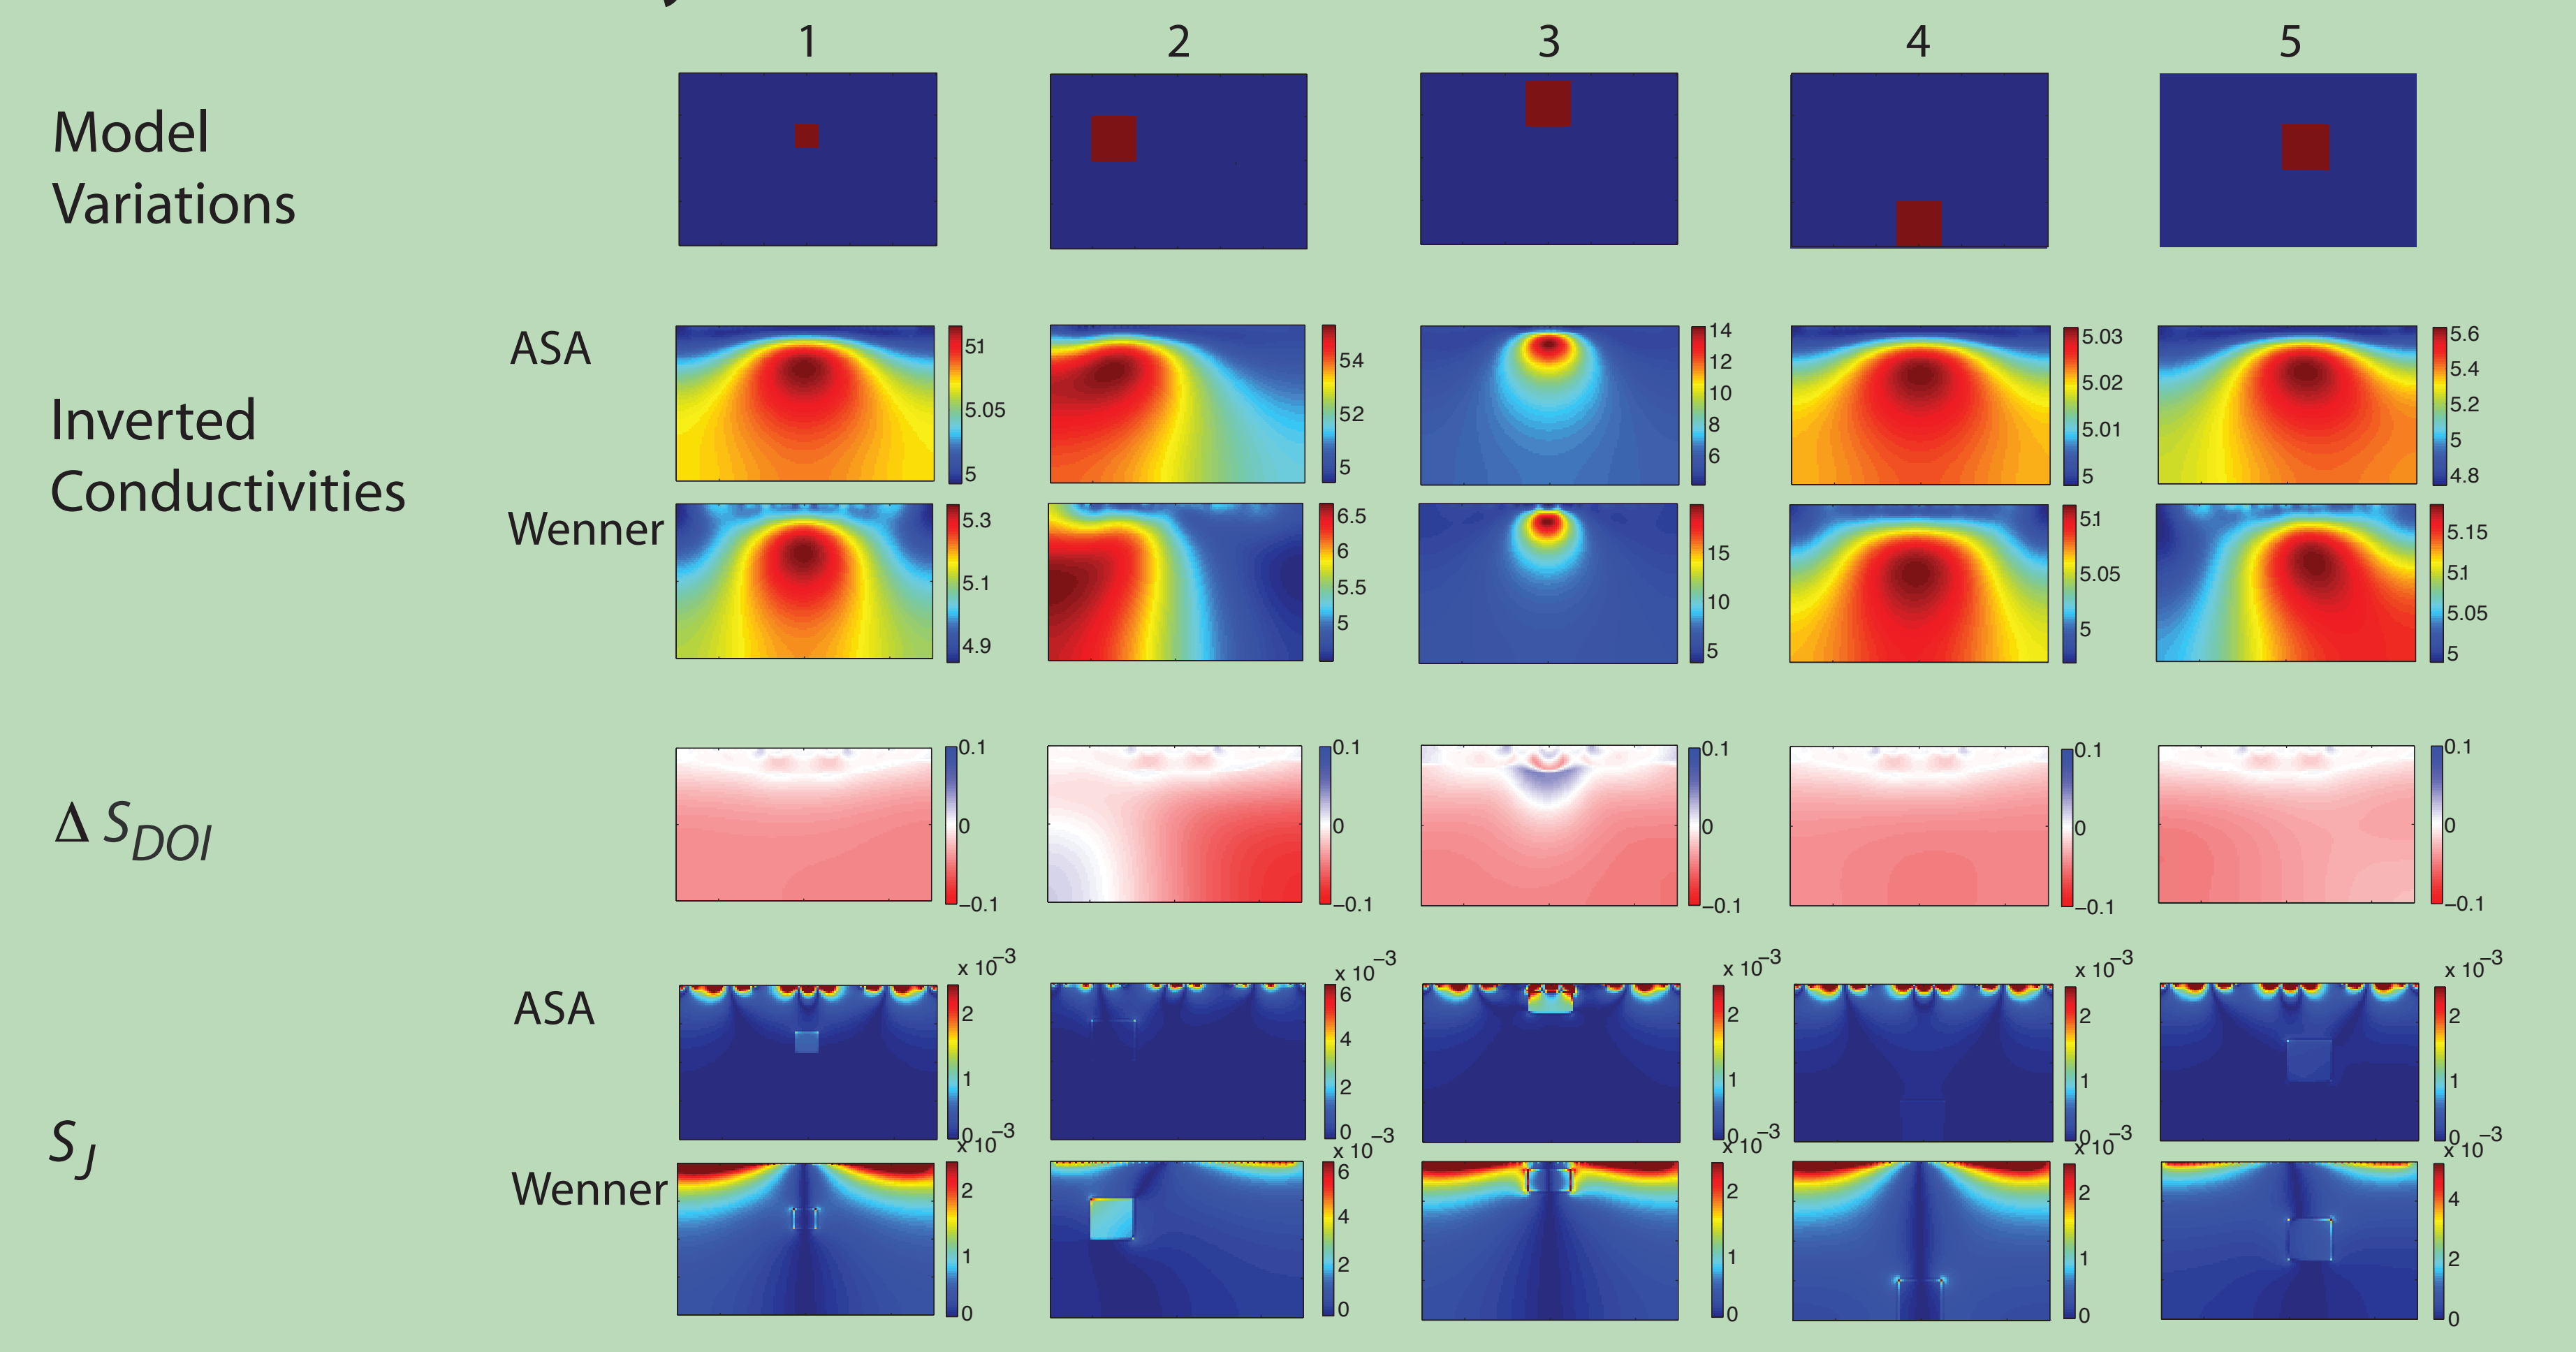 1 2 3 4 5
Model
Variations
Inverted
Conductivities
ASA
51 5.05 5
54 52 5
14 12 10 8 6
5.03 5.02 5.01 5
5.6 5.4 5.2 5 4.8
Wenner
5.3 5.1 4.9
6.5 6 5.5 5
15 10 5
5.1 5.05 5
5.15 5.1 5.05 5
Δ S_DOI
0.1 0 −0.1
0.1 0 −0.1
0.1 0 −0.1
0.1 0 −0.1
0.1 0 −0.1
S_J
ASA
x 10⁻³ 2 1 0
x 10⁻³ 6 4 2 0
x 10⁻³ 2 1 0
x 10⁻³ 2 1 0
x 10⁻³ 2 1 0
Wenner
x 10⁻³ 2 1 0
x 10⁻³ 6 4 2 0
x 10⁻³ 2 1 0
x 10⁻³ 2 1 0
x 10⁻³ 4 2 0